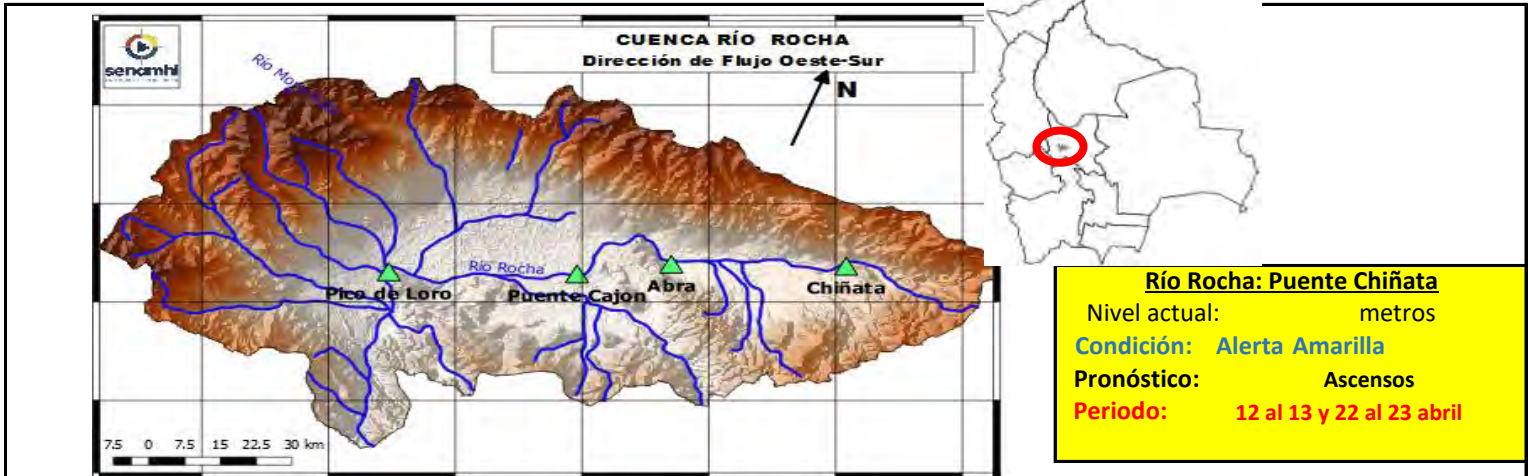 senamhi
CUENCA RÍO ROCHA
Dirección de Flujo Oeste-Sur
N
Río Rocha
Pico de Loro
Puente Cajon
Abra
Chiñata
7.5 0 7.5 15 22.5 30 km
Río Rocha: Puente Chiñata
Nivel actual: metros
Condición: Alerta Amarilla
Pronóstico: Ascensos
Periodo: 12 al 13 y 22 al 23 abril